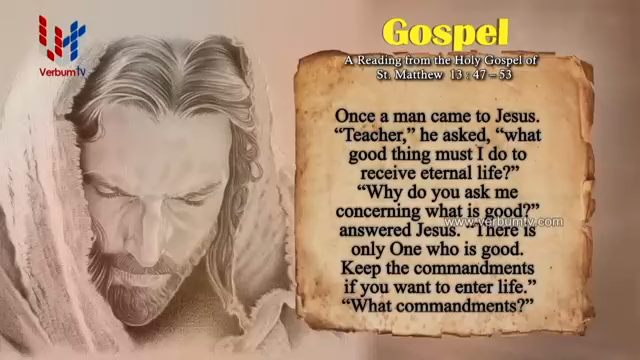 Verbum TV
Gospel
A Reading from the Holy Gospel of
St. Matthew 13 : 47 – 53
Once a man came to Jesus.
“Teacher,” he asked, “what
good thing must I do to
receive eternal life?”
“Why do you ask me
concerning what is good?”
www.verbumtv.com
answered Jesus. “There is
only One who is good.
Keep the commandments
if you want to enter life.”
“What commandments?”